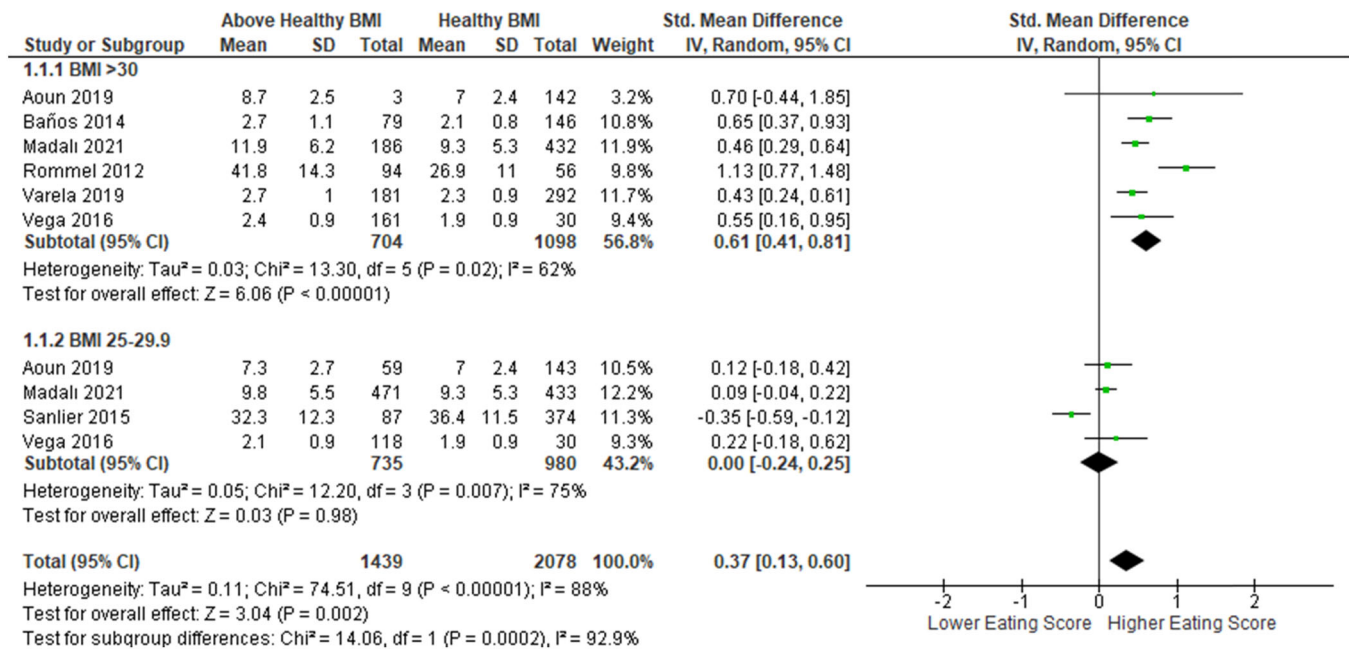 Above Healthy BMI Healthy BMI Std. Mean Difference Std. Mean Difference
Study or Subgroup Mean SD Total Mean SD Total Weight IV, Random, 95% CI IV, Random, 95% CI
1.1.1 BMI >30
Aoun 2019 8.7 2.5 3 7 2.4 142 3.2% 0.70 [-0.44, 1.85]
Baños 2014 2.7 1.1 79 2.1 0.8 146 10.8% 0.65 [0.37, 0.93]
Madalı 2021 11.9 6.2 186 9.3 5.3 432 11.9% 0.46 [0.29, 0.64]
Rommel 2012 41.8 14.3 94 26.9 11 56 9.8% 1.13 [0.77, 1.48]
Varela 2019 2.7 1 181 2.3 0.9 292 11.7% 0.43 [0.24, 0.61]
Vega 2016 2.4 0.9 161 1.9 0.9 30 9.4% 0.55 [0.16, 0.95]
Subtotal (95% CI) 704 1098 56.8% 0.61 [0.41, 0.81]
Heterogeneity: Tau² = 0.03; Chi² = 13.30, df = 5 (P = 0.02); I² = 62%
Test for overall effect: Z = 6.06 (P < 0.00001)
1.1.2 BMI 25-29.9
Aoun 2019 7.3 2.7 59 7 2.4 143 10.5% 0.12 [-0.18, 0.42]
Madalı 2021 9.8 5.5 471 9.3 5.3 433 12.2% 0.09 [-0.04, 0.22]
Sanlier 2015 32.3 12.3 87 36.4 11.5 374 11.3% -0.35 [-0.59, -0.12]
Vega 2016 2.1 0.9 118 1.9 0.9 30 9.3% 0.22 [-0.18, 0.62]
Subtotal (95% CI) 735 980 43.2% 0.00 [-0.24, 0.25]
Heterogeneity: Tau² = 0.05; Chi² = 12.20, df = 3 (P = 0.007); I² = 75%
Test for overall effect: Z = 0.03 (P = 0.98)
Total (95% CI) 1439 2078 100.0% 0.37 [0.13, 0.60]
Heterogeneity: Tau² = 0.11; Chi² = 74.51, df = 9 (P < 0.00001); I² = 88%
Test for overall effect: Z = 3.04 (P = 0.002)
Test for subgroup differences: Chi² = 14.06, df = 1 (P = 0.0002), I² = 92.9%
-2 -1 0 1 2
Lower Eating Score Higher Eating Score